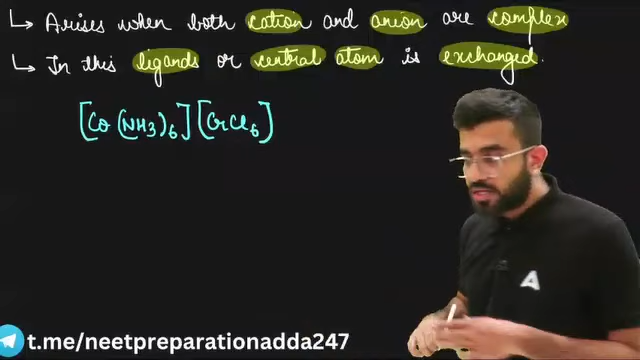 ↳ Arises when both cation and anion are complex
↳ In this ligands or central atom is exchanged.
[Co(NH3)6][CrCl6]
A
t.me/neetpreparationadda247